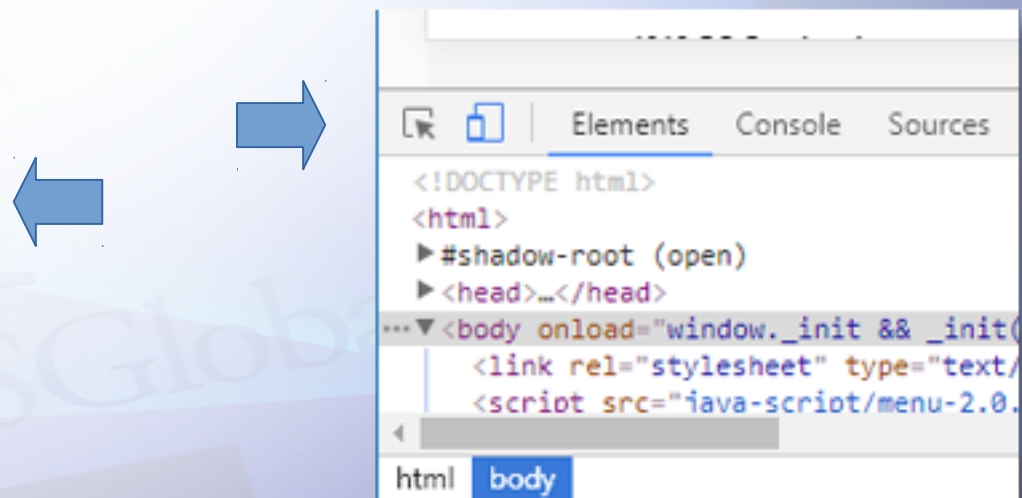 Elements Console Sources
<!DOCTYPE html>
<html>
▶#shadow-root (open)
▶<head>…</head>
…▼<body onload="window._init && _init(
<link rel="stylesheet" type="text/
<script src="java-script/menu-2.0.
html body
SGloba